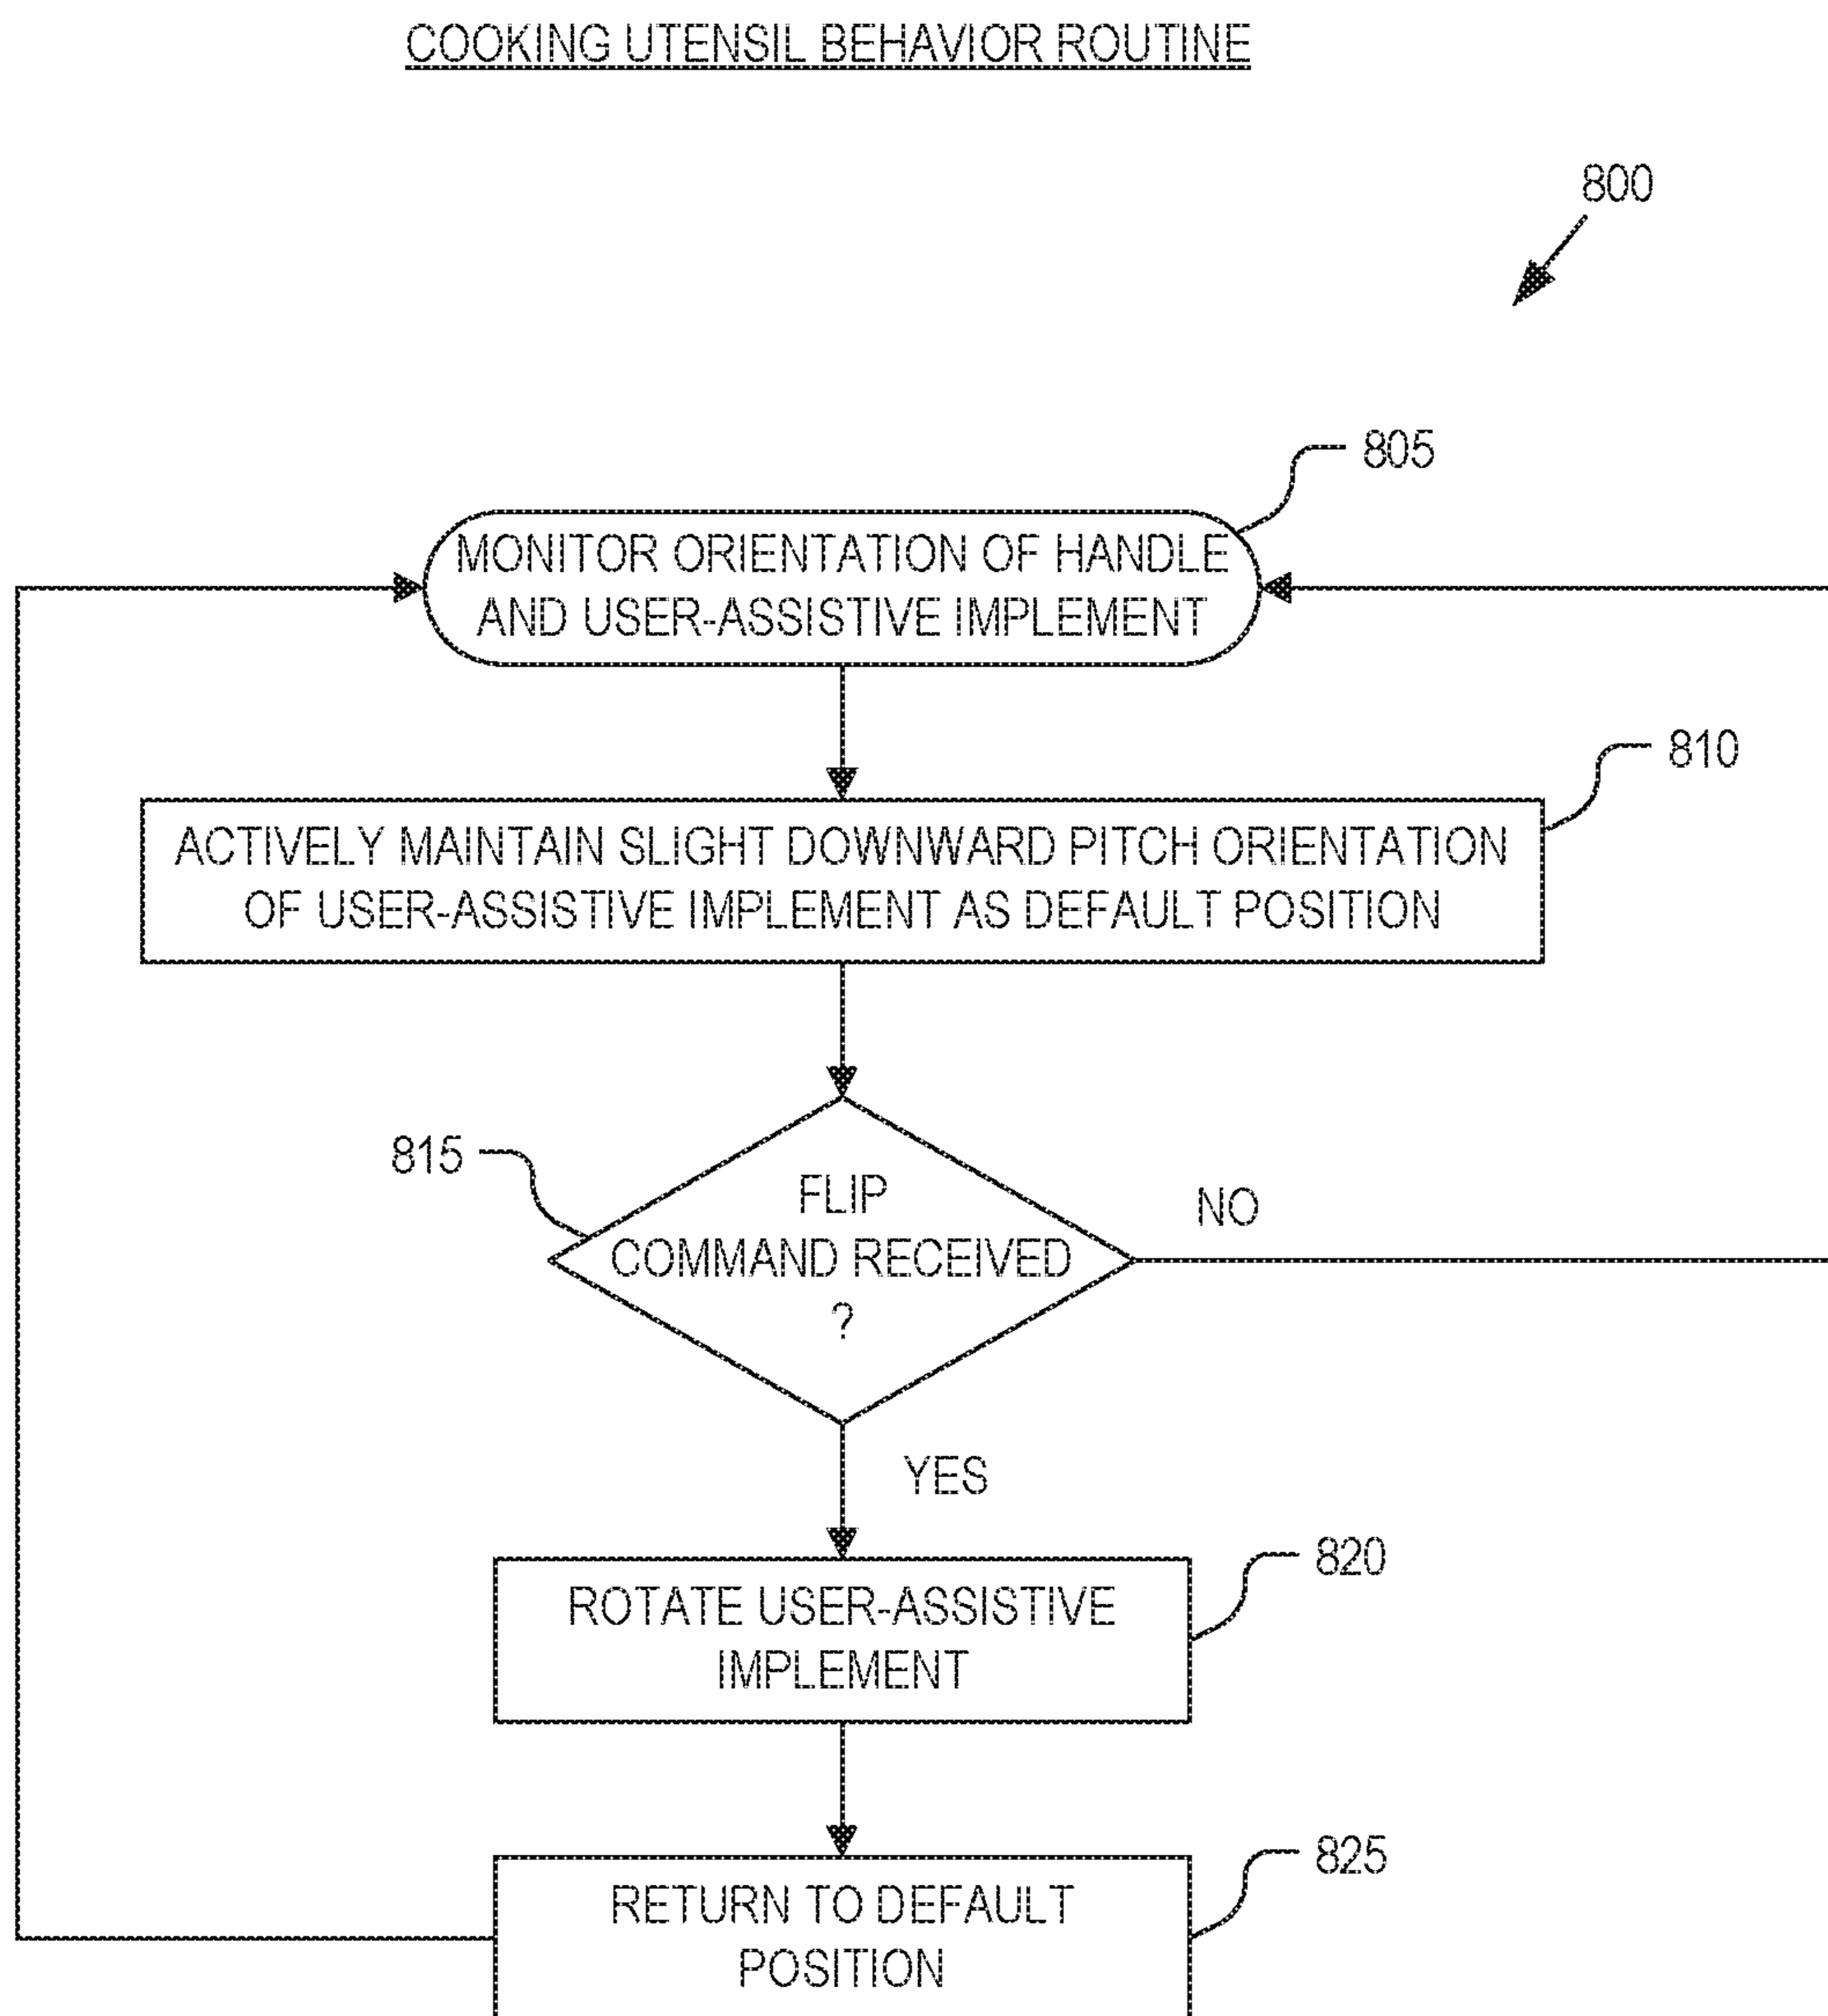 COOKING UTENSIL BEHAVIOR ROUTINE
800
805
MONITOR ORIENTATION OF HANDLE
AND USER-ASSISTIVE IMPLEMENT
810
ACTIVELY MAINTAIN SLIGHT DOWNWARD PITCH ORIENTATION
OF USER-ASSISTIVE IMPLEMENT AS DEFAULT POSITION
815
FLIP
COMMAND RECEIVED
?
NO
YES
820
ROTATE USER-ASSISTIVE
IMPLEMENT
825
RETURN TO DEFAULT
POSITION